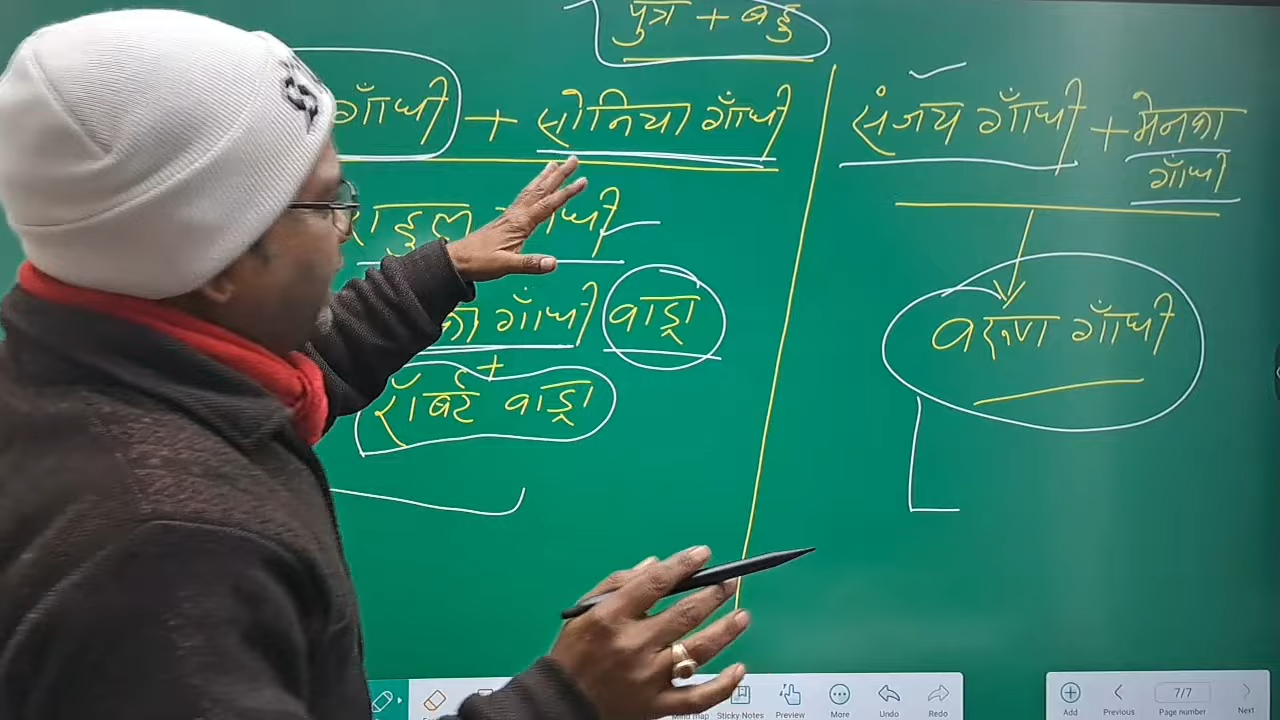 पुत्र + बहु
गाँधी + सोनिया गाँधी
संजय गाँधी + मेनका
गाँधी
राहुल
गाँधी वाड्रा
+
रॉबर्ट वाड्रा
वरूण गाँधी
Sticky Notes Preview More Undo Redo
Add Previous 7/7 Page number Next